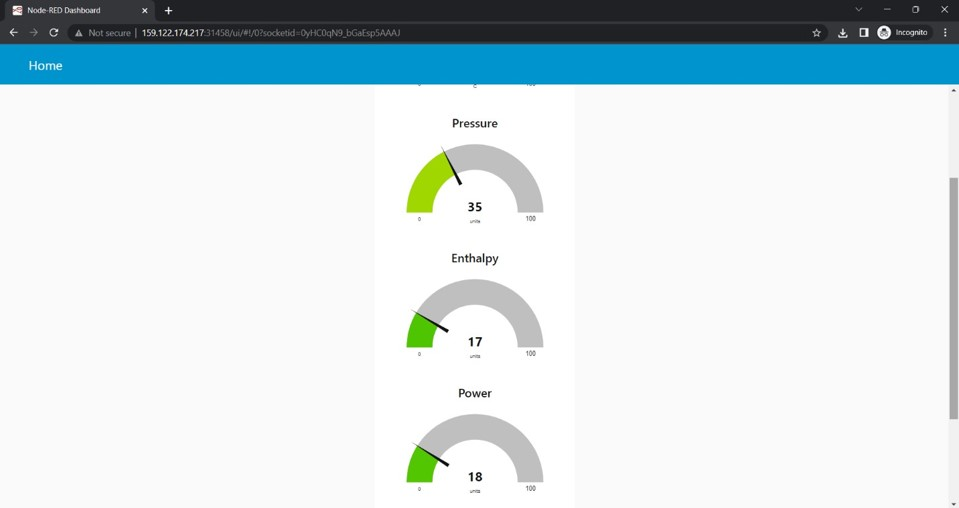 Node-RED Dashboard
Not secure | 159.122.174.217:31458/ui/#!/0?socketid=0yHC0qN9_bGaEsp5AAAJ
Incognito
Home
Pressure
35
units
0 100
Enthalpy
17
units
0 100
Power
18
units
0 100